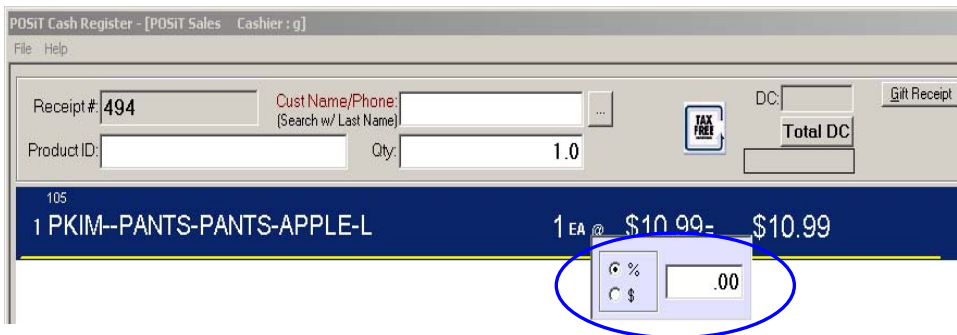 POSiT Cash Register - [POSiT Sales Cashier : g]
File Help
Receipt #: 494 Cust Name/Phone: ... DC: Gift Receipt
(Search w/ Last Name)
TAX FREE Total DC
Product ID: Qty: 1.0
105
1 PKIM--PANTS-PANTS-APPLE-L 1 EA @ $10.99= $10.99
% .00
$